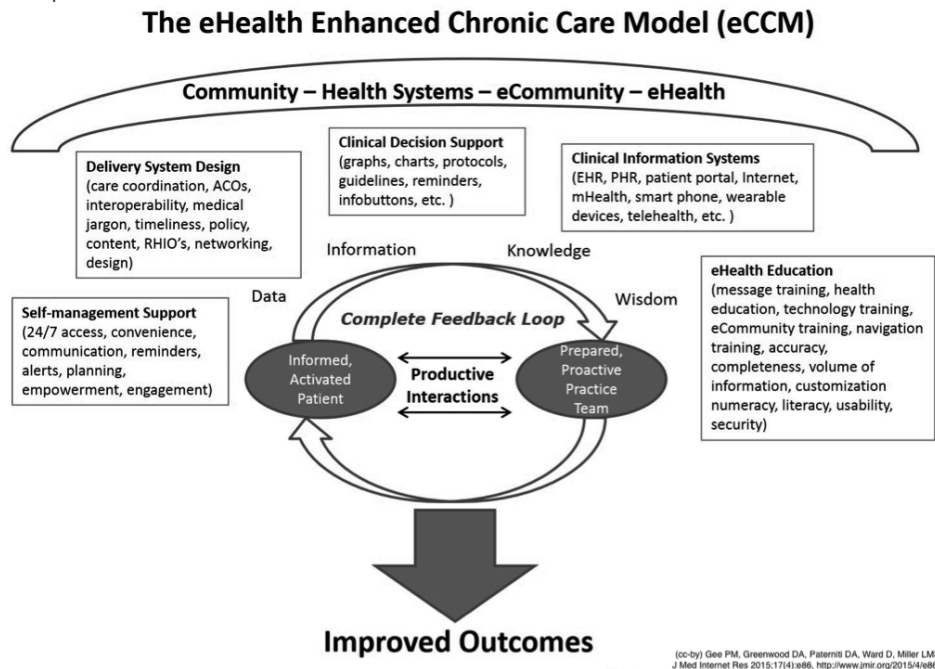 The eHealth Enhanced Chronic Care Model (eCCM)
Community – Health Systems – eCommunity – eHealth
Delivery System Design
(care coordination, ACOs,
interoperability, medical
jargon, timeliness, policy,
content, RHIO's, networking,
design)
Clinical Decision Support
(graphs, charts, protocols,
guidelines, reminders,
infobuttons, etc. )
Clinical Information Systems
(EHR, PHR, patient portal, Internet,
mHealth, smart phone, wearable
devices, telehealth, etc. )
Self-management Support
(24/7 access, convenience,
communication, reminders,
alerts, planning,
empowerment, engagement)
Data
Information
Knowledge
Wisdom
eHealth Education
(message training, health
education, technology training,
eCommunity training, navigation
training, accuracy,
completeness, volume of
information, customization
numeracy, literacy, usability,
security)
Complete Feedback Loop
Informed,
Activated
Patient
Productive
Interactions
Prepared,
Proactive
Practice
Team
Improved Outcomes
(cc-by) Gee PM, Greenwood DA, Paterniti DA, Ward D, Miller LM
J Med Internet Res 2015;17(4):e86, http://www.jmir.org/2015/4/e86